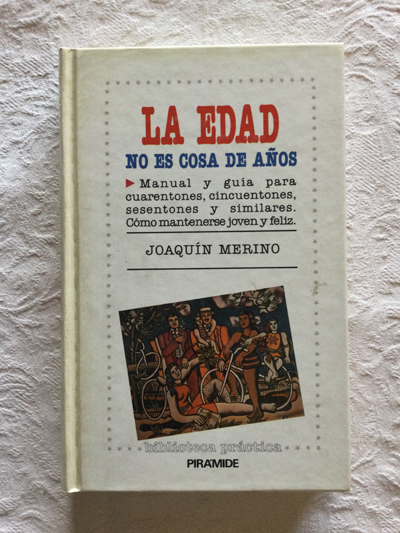 LA EDAD
NO ES COSA DE AÑOS
▶ Manual y guía para
cuarentones, cincuentones,
sesentones y similares.
Cómo mantenerse joven y feliz.
JOAQUÍN MERINO
biblioteca práctica
PIRÁMIDE